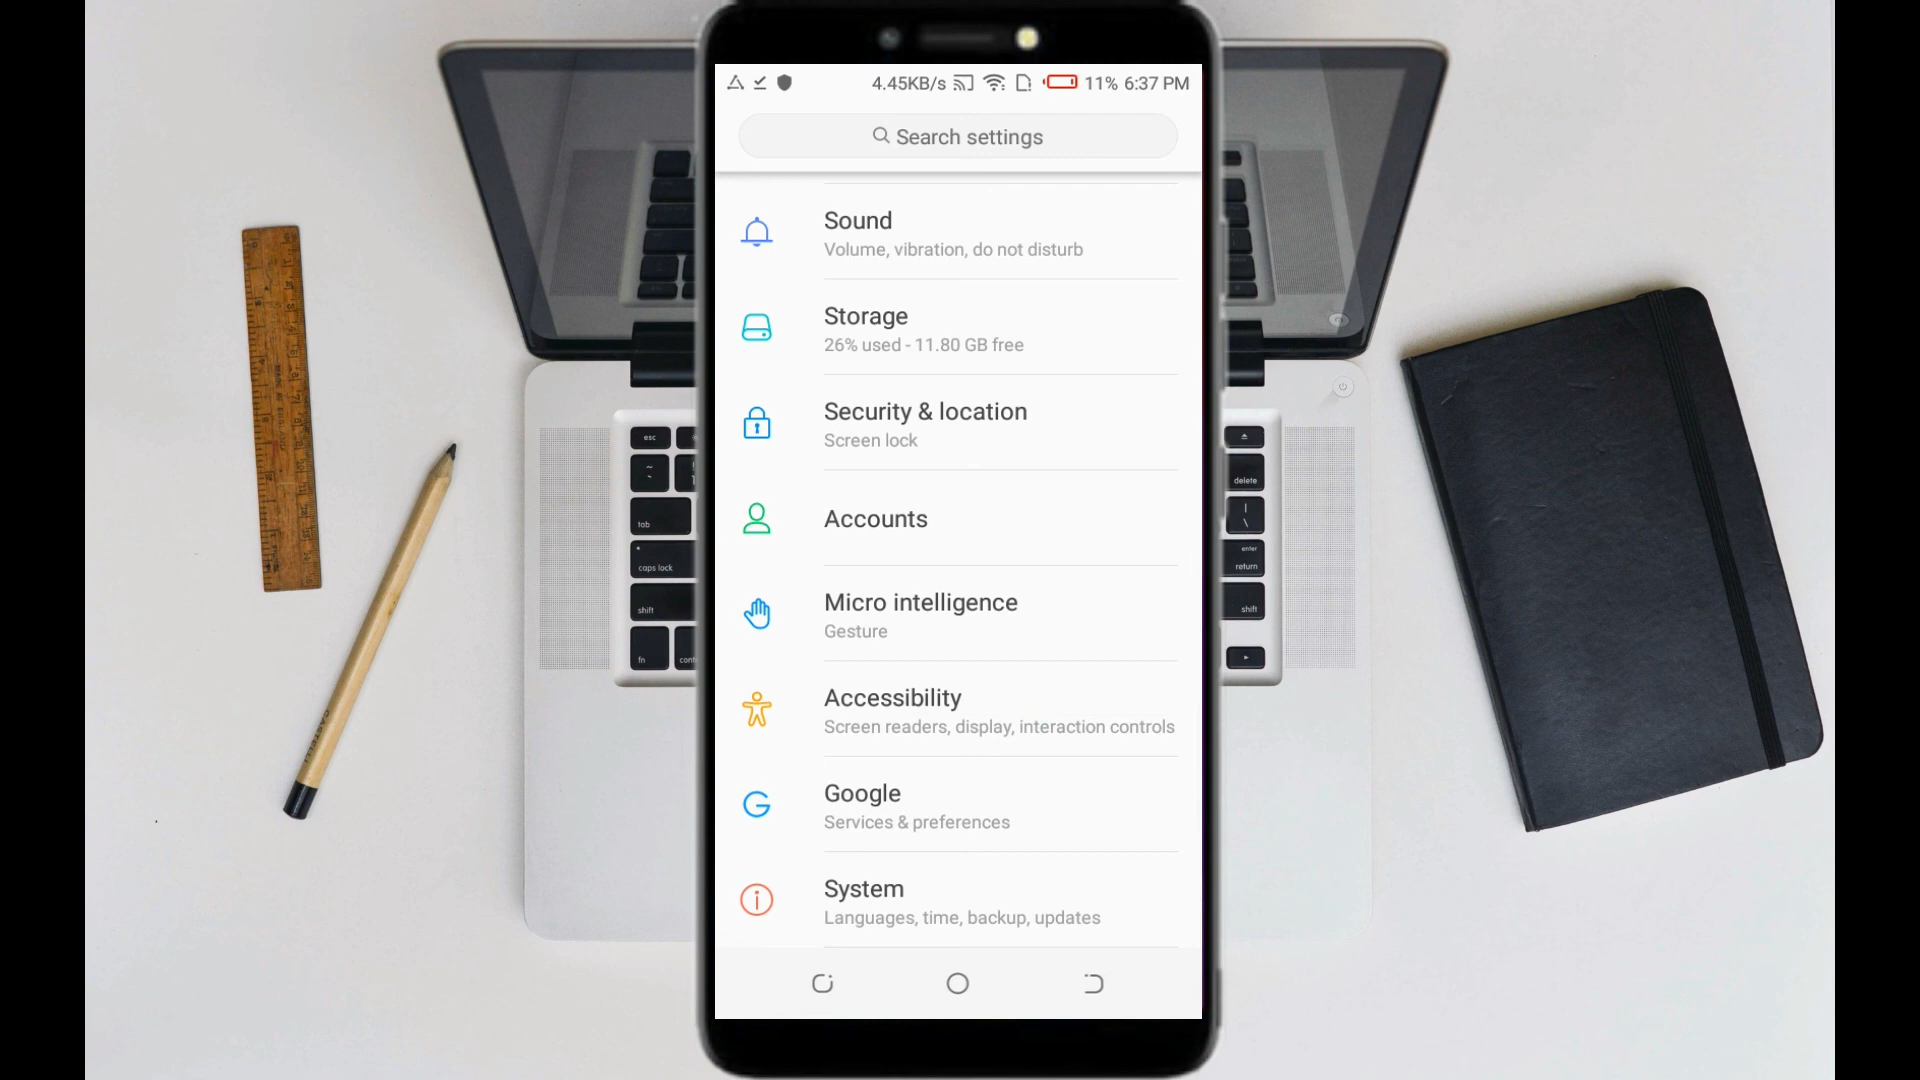 4.45KB/s 11% 6:37 PM
Search settings
Sound
Volume, vibration, do not disturb
Storage
26% used - 11.80 GB free
Security & location
Screen lock
Accounts
Micro intelligence
Gesture
Accessibility
Screen readers, display, interaction controls
Google
Services & preferences
System
Languages, time, backup, updates
esc
tab
caps lock
shift
fn
delete
enter
return
shift